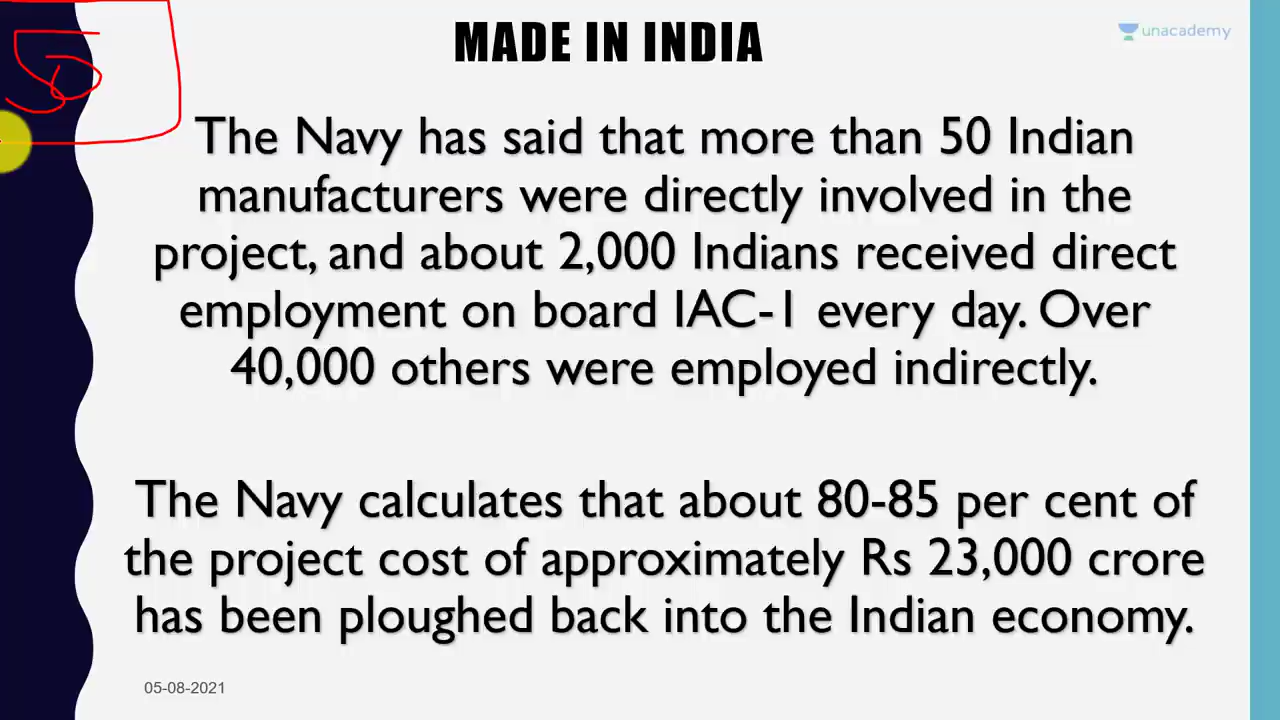 MADE IN INDIA
unacademy
50
The Navy has said that more than 50 Indian
manufacturers were directly involved in the
project, and about 2,000 Indians received direct
employment on board IAC-1 every day. Over
40,000 others were employed indirectly.
The Navy calculates that about 80-85 per cent of
the project cost of approximately Rs 23,000 crore
has been ploughed back into the Indian economy.
05-08-2021